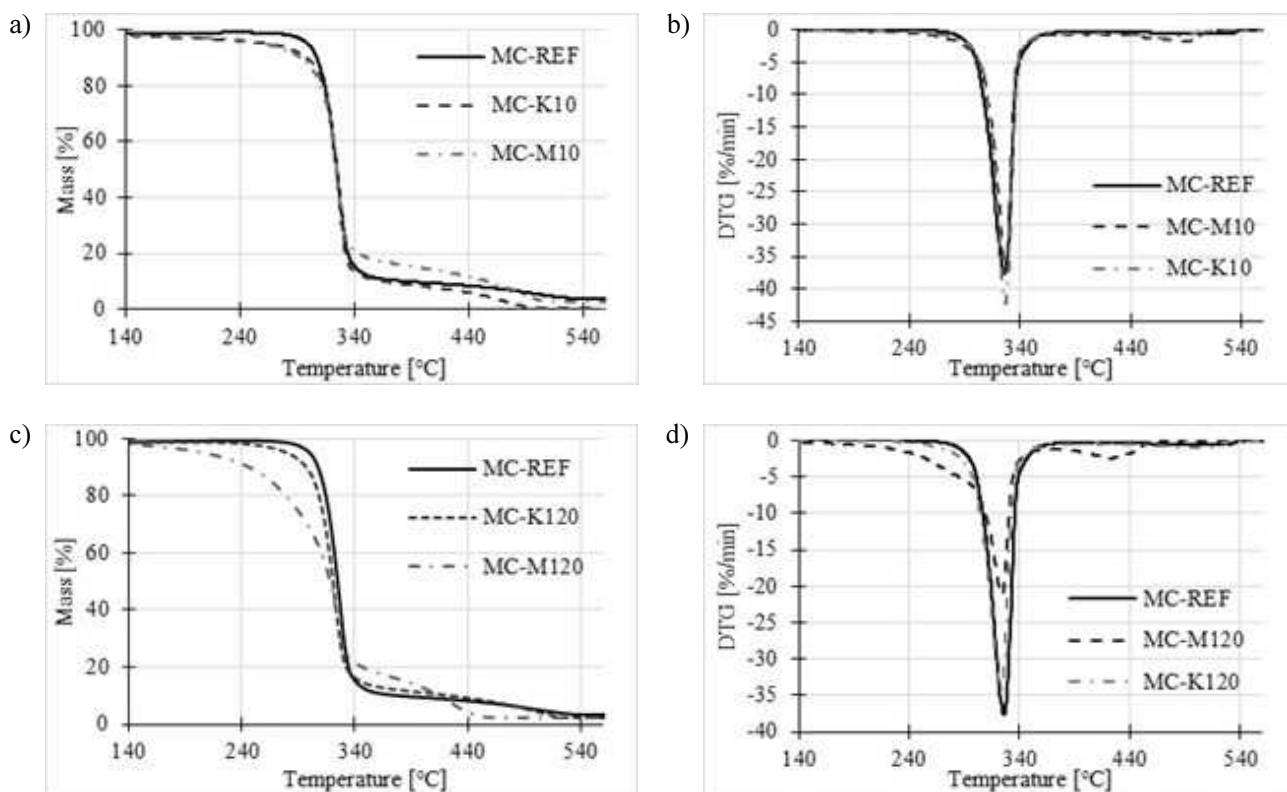 a)
100
80
60
40
20
0
Mass [%]
MC-REF
MC-K10
MC-M10
140 240 340 440 540
Temperature [°C]
b)
0
-5
-10
-15
-20
-25
-30
-35
-40
-45
DTG [%/min]
MC-REF
MC-M10
MC-K10
140 240 340 440 540
Temperature [°C]
c)
100
80
60
40
20
0
Mass [%]
MC-REF
MC-K120
MC-M120
140 240 340 440 540
Temperature [°C]
d)
0
-5
-10
-15
-20
-25
-30
-35
-40
DTG [%/min]
MC-REF
MC-M120
MC-K120
140 240 340 440 540
Temperature [°C]